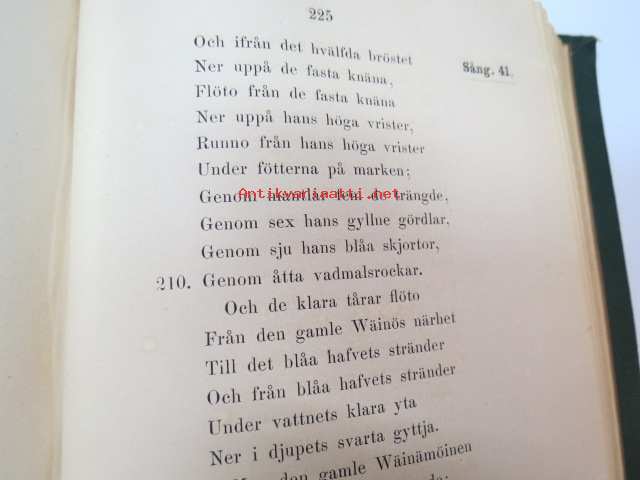 225
Sång. 41.
Och ifrån det hvälfda bröstet
Ner uppå de fasta knäna,
Flöto från de fasta knäna
Ner uppå hans höga vrister,
Runno från hans höga vrister
Under fötterna på marken;
Genom mantlar fem de trängde,
Antikvariaatti.net
Genom sex hans gyllne gördlar,
Genom sju hans blåa skjortor,
210. Genom åtta vadmalsrockar.
Och de klara tårar flöto
Från den gamle Wäinös närhet
Till det blåa hafvets stränder
Och från blåa hafvets stränder
Under vattnets klara yta
Ner i djupets svarta gyttja.
den gamle Wäinämöinen